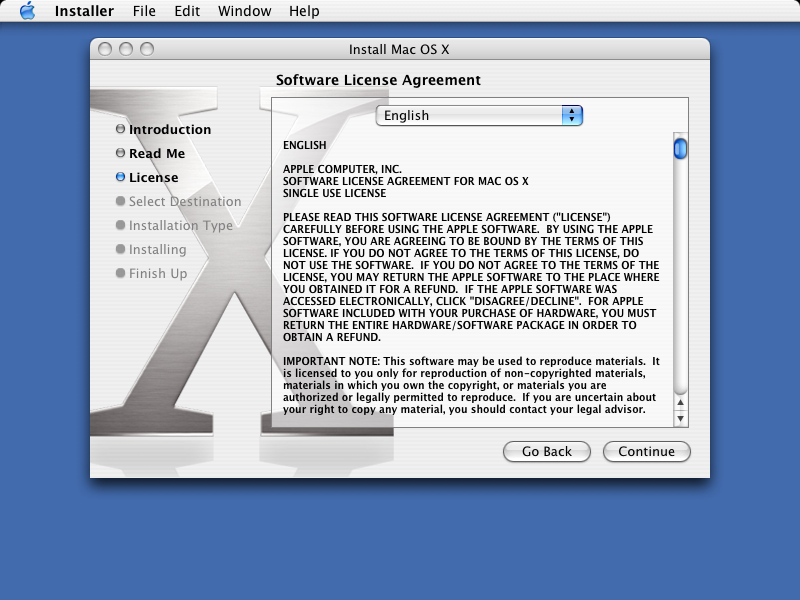 Installer File Edit Window Help
Install Mac OS X
Software License Agreement
Introduction
Read Me
License
Select Destination
Installation Type
Installing
Finish Up
English
ENGLISH
APPLE COMPUTER, INC.
SOFTWARE LICENSE AGREEMENT FOR MAC OS X
SINGLE USE LICENSE
PLEASE READ THIS SOFTWARE LICENSE AGREEMENT ("LICENSE")
CAREFULLY BEFORE USING THE APPLE SOFTWARE.  BY USING THE APPLE
SOFTWARE, YOU ARE AGREEING TO BE BOUND BY THE TERMS OF THIS
LICENSE. IF YOU DO NOT AGREE TO THE TERMS OF THIS LICENSE, DO
NOT USE THE SOFTWARE.  IF YOU DO NOT AGREE TO THE TERMS OF THE
LICENSE, YOU MAY RETURN THE APPLE SOFTWARE TO THE PLACE WHERE
YOU OBTAINED IT FOR A REFUND.  IF THE APPLE SOFTWARE WAS
ACCESSED ELECTRONICALLY, CLICK "DISAGREE/DECLINE".  FOR APPLE
SOFTWARE INCLUDED WITH YOUR PURCHASE OF HARDWARE, YOU MUST
RETURN THE ENTIRE HARDWARE/SOFTWARE PACKAGE IN ORDER TO
OBTAIN A REFUND.
IMPORTANT NOTE: This software may be used to reproduce materials.  It
is licensed to you only for reproduction of non-copyrighted materials,
materials in which you own the copyright, or materials you are
authorized or legally permitted to reproduce.  If you are uncertain about
your right to copy any material, you should contact your legal advisor.
Go Back Continue